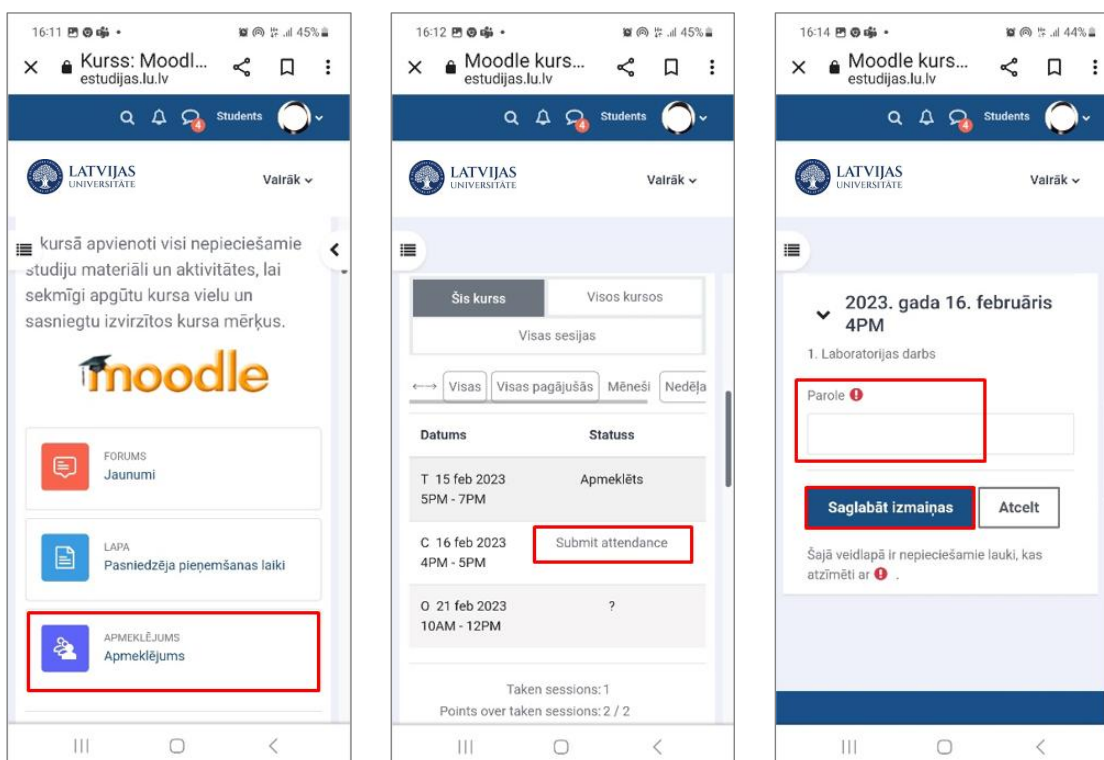 16:11
45%
Kurss: Moodl...
estudijas.lu.lv
4
Students
LATVIJAS
UNIVERSITĀTE
Vairāk
kursā apvienoti visi nepieciešamie
studiju materiāli un aktivitātes, lai
sekmīgi apgūtu kursa vielu un
sasniegtu izvirzītos kursa mērķus.
moodle
FORUMS
Jaunumi
LAPA
Pasniedzēja pieņemšanas laiki
APMEKLĒJUMS
Apmeklējums
16:12
45%
Moodle kurs...
estudijas.lu.lv
4
Students
LATVIJAS
UNIVERSITĀTE
Vairāk
Šis kurss
Visos kursos
Visas sesijas
Visas
Visas pagājušās
Mēneši
Nedēļa
Datums Statuss
T 15 feb 2023 Apmeklēts
5PM - 7PM
C 16 feb 2023 Submit attendance
4PM - 5PM
O 21 feb 2023 ?
10AM - 12PM
Taken sessions: 1
Points over taken sessions: 2 / 2
16:14
44%
Moodle kurs...
estudijas.lu.lv
4
Students
LATVIJAS
UNIVERSITĀTE
Vairāk
2023. gada 16. februāris
4PM
1. Laboratorijas darbs
Parole
Saglabāt izmaiņas
Atcelt
Šajā veidlapā ir nepieciešamie lauki, kas
atzīmēti ar .